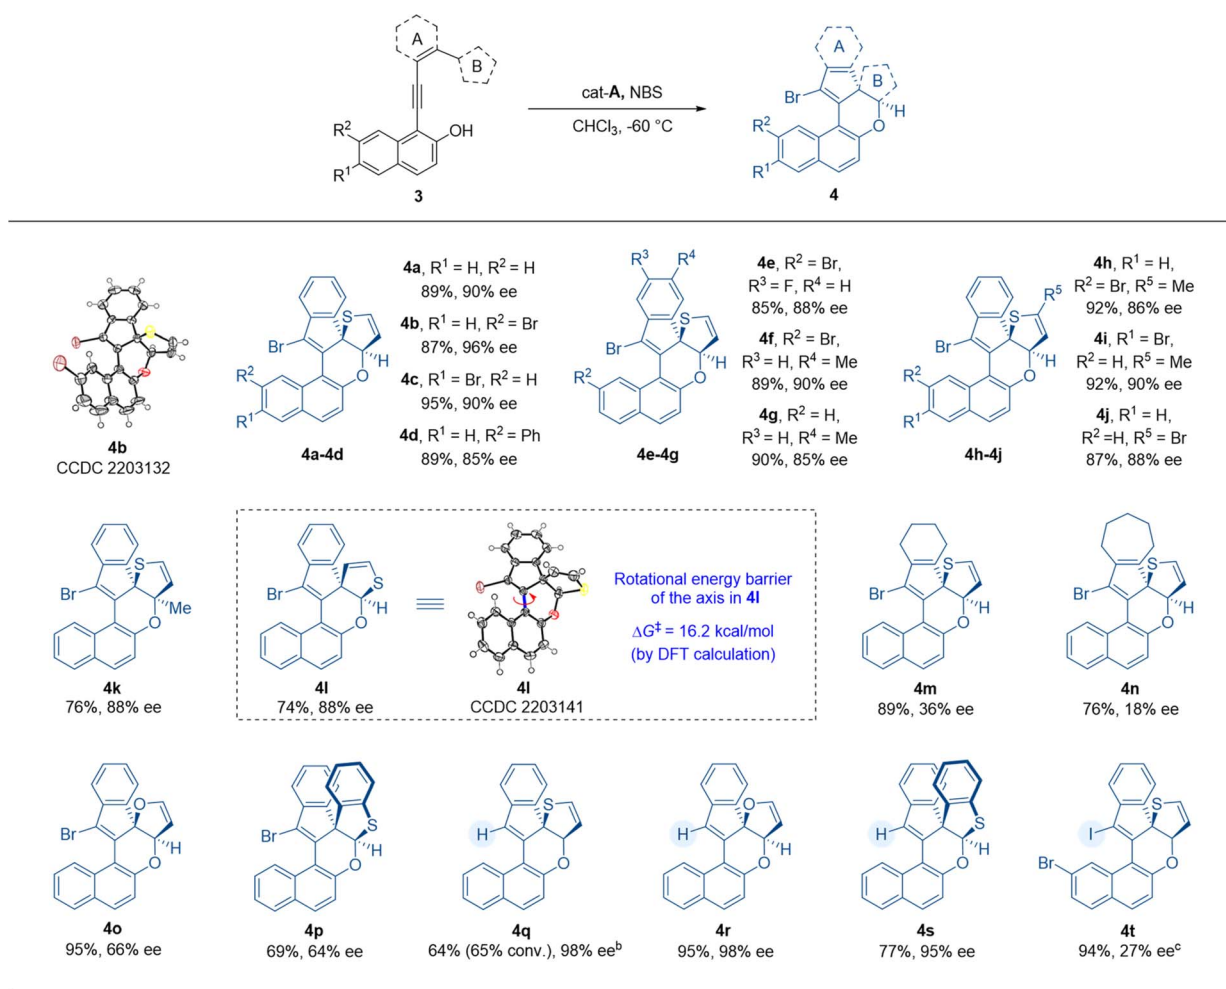 A
B
R² OH
R¹
3
cat-A, NBS
CHCl₃, -60 °C
A
B
Br
H
O
R²
R¹
4
4b
CCDC 2203132
S
Br
H
R² O
R¹
4a-4d
4a, R¹ = H, R² = H
89%, 90% ee
4b, R¹ = H, R² = Br
87%, 96% ee
4c, R¹ = Br, R² = H
95%, 90% ee
4d, R¹ = H, R² = Ph
89%, 85% ee
R³ R⁴
S
Br
H
R² O
4e-4g
4e, R² = Br,
R³ = F, R⁴ = H
85%, 88% ee
4f, R² = Br,
R³ = H, R⁴ = Me
89%, 90% ee
4g, R² = H,
R³ = H, R⁴ = Me
90%, 85% ee
R⁵
S
Br
H
R² O
R¹
4h-4j
4h, R¹ = H,
R² = Br, R⁵ = Me
92%, 86% ee
4i, R¹ = Br,
R² = H, R⁵ = Me
92%, 90% ee
4j, R¹ = H,
R² =H, R⁵ = Br
87%, 88% ee
S
Br
Me
O
4k
76%, 88% ee
Br
S
H
O
4l
74%, 88% ee
4l
CCDC 2203141
Rotational energy barrier
of the axis in 4l
ΔG‡ = 16.2 kcal/mol
(by DFT calculation)
S
Br
H
O
4m
89%, 36% ee
S
Br
H
O
4n
76%, 18% ee
O
Br
H
O
4o
95%, 66% ee
Br
S
H
O
4p
69%, 64% ee
S
H
O
4q
64% (65% conv.), 98% eeᵇ
O
H
H
O
4r
95%, 98% ee
H
S
H
O
4s
77%, 95% ee
S
I
O
Br
4t
94%, 27% eeᶜ